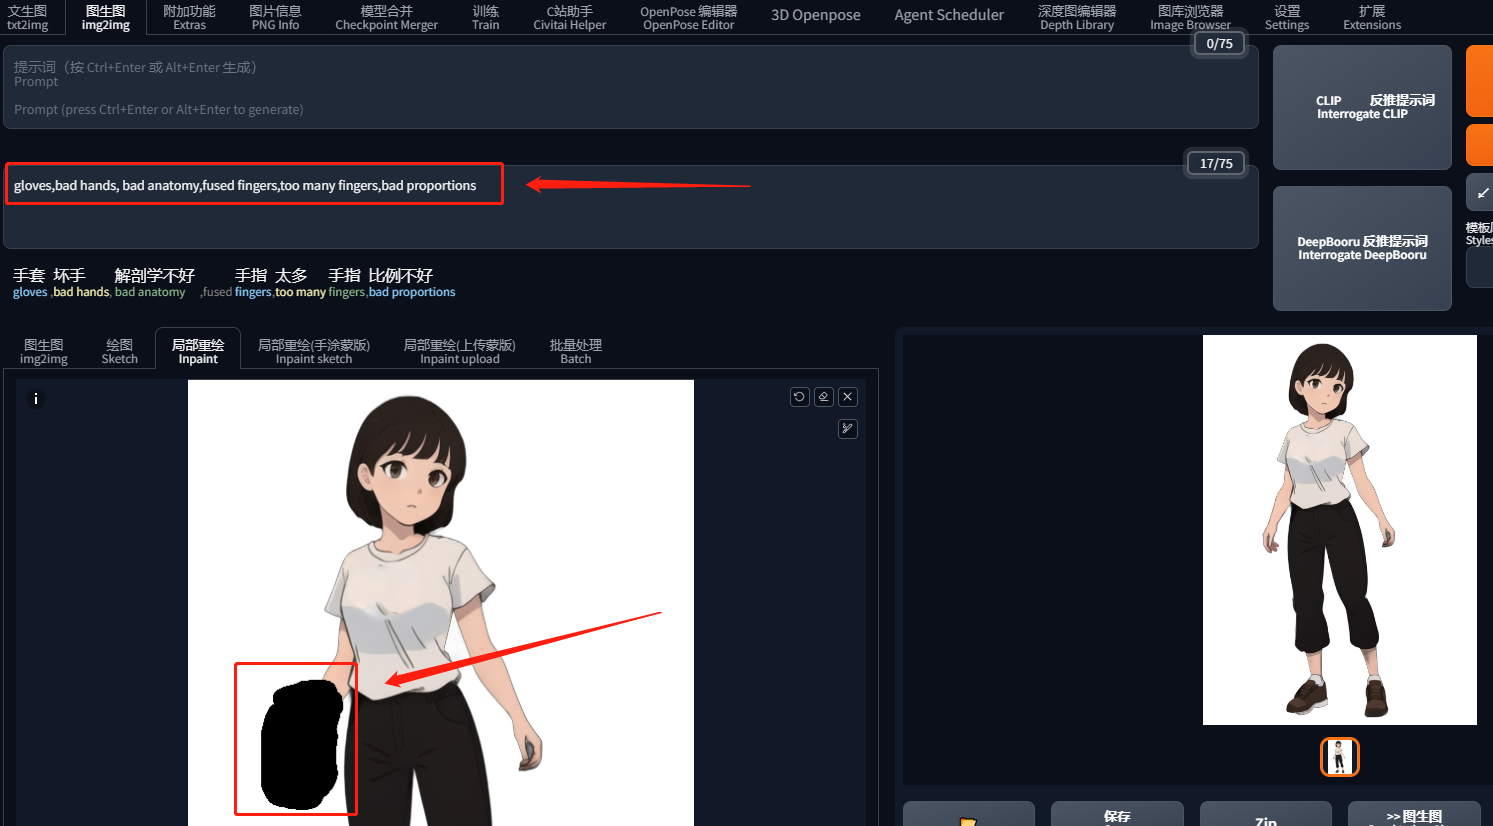 文生图
txt2img
图生图
img2img
附加功能
Extras
图片信息
PNG Info
模型合并
Checkpoint Merger
训练
Train
C站助手
Civitai Helper
OpenPose 编辑器
OpenPose Editor
3D Openpose
Agent Scheduler
深度图编辑器
Depth Library
图库浏览器
Image Browser
设置
Settings
扩展
Extensions
0/75
提示词（按 Ctrl+Enter 或 Alt+Enter 生成）
Prompt
Prompt (press Ctrl+Enter or Alt+Enter to generate)
CLIP 反推提示词
Interrogate CLIP
17/75
gloves,bad hands, bad anatomy,fused fingers,too many fingers,bad proportions
DeepBooru 反推提示词
Interrogate DeepBooru
手套 坏手 解剖学不好 手指 太多 手指 比例不好
gloves ,bad hands, bad anatomy ,fused fingers,too many fingers,bad proportions
图生图
img2img
绘图
Sketch
局部重绘
Inpaint
局部重绘(手涂蒙版)
Inpaint sketch
局部重绘(上传蒙版)
Inpaint upload
批量处理
Batch
i
保存
Zip
>> 图生图